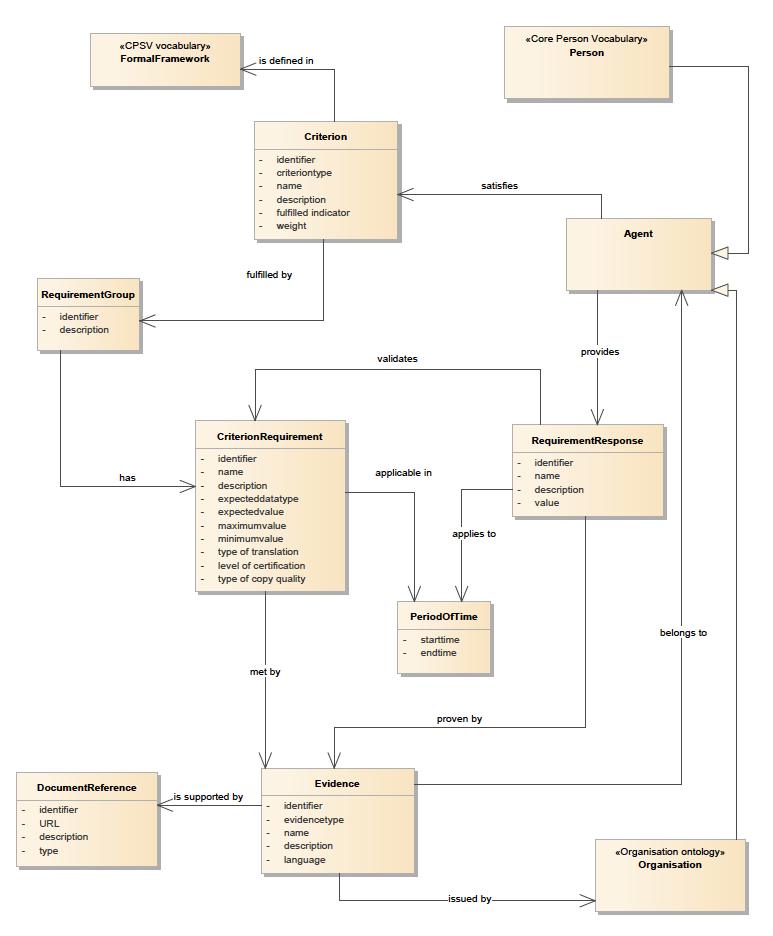 «CPSV vocabulary»
FormalFramework
is defined in
«Core Person Vocabulary»
Person
Criterion
- identifier
- criteriontype
- name
- description
- fulfilled indicator
- weight
satisfies
Agent
fulfilled by
RequirementGroup
- identifier
- description
provides
validates
CriterionRequirement
- identifier
- name
- description
- expecteddatatype
- expectedvalue
- maximumvalue
- minimumvalue
- type of translation
- level of certification
- type of copy quality
has
applicable in
RequirementResponse
- identifier
- name
- description
- value
applies to
PeriodOfTime
- starttime
- endtime
belongs to
met by
proven by
DocumentReference
- identifier
- URL
- description
- type
is supported by
Evidence
- identifier
- evidencetype
- name
- description
- language
issued by
«Organisation ontology»
Organisation